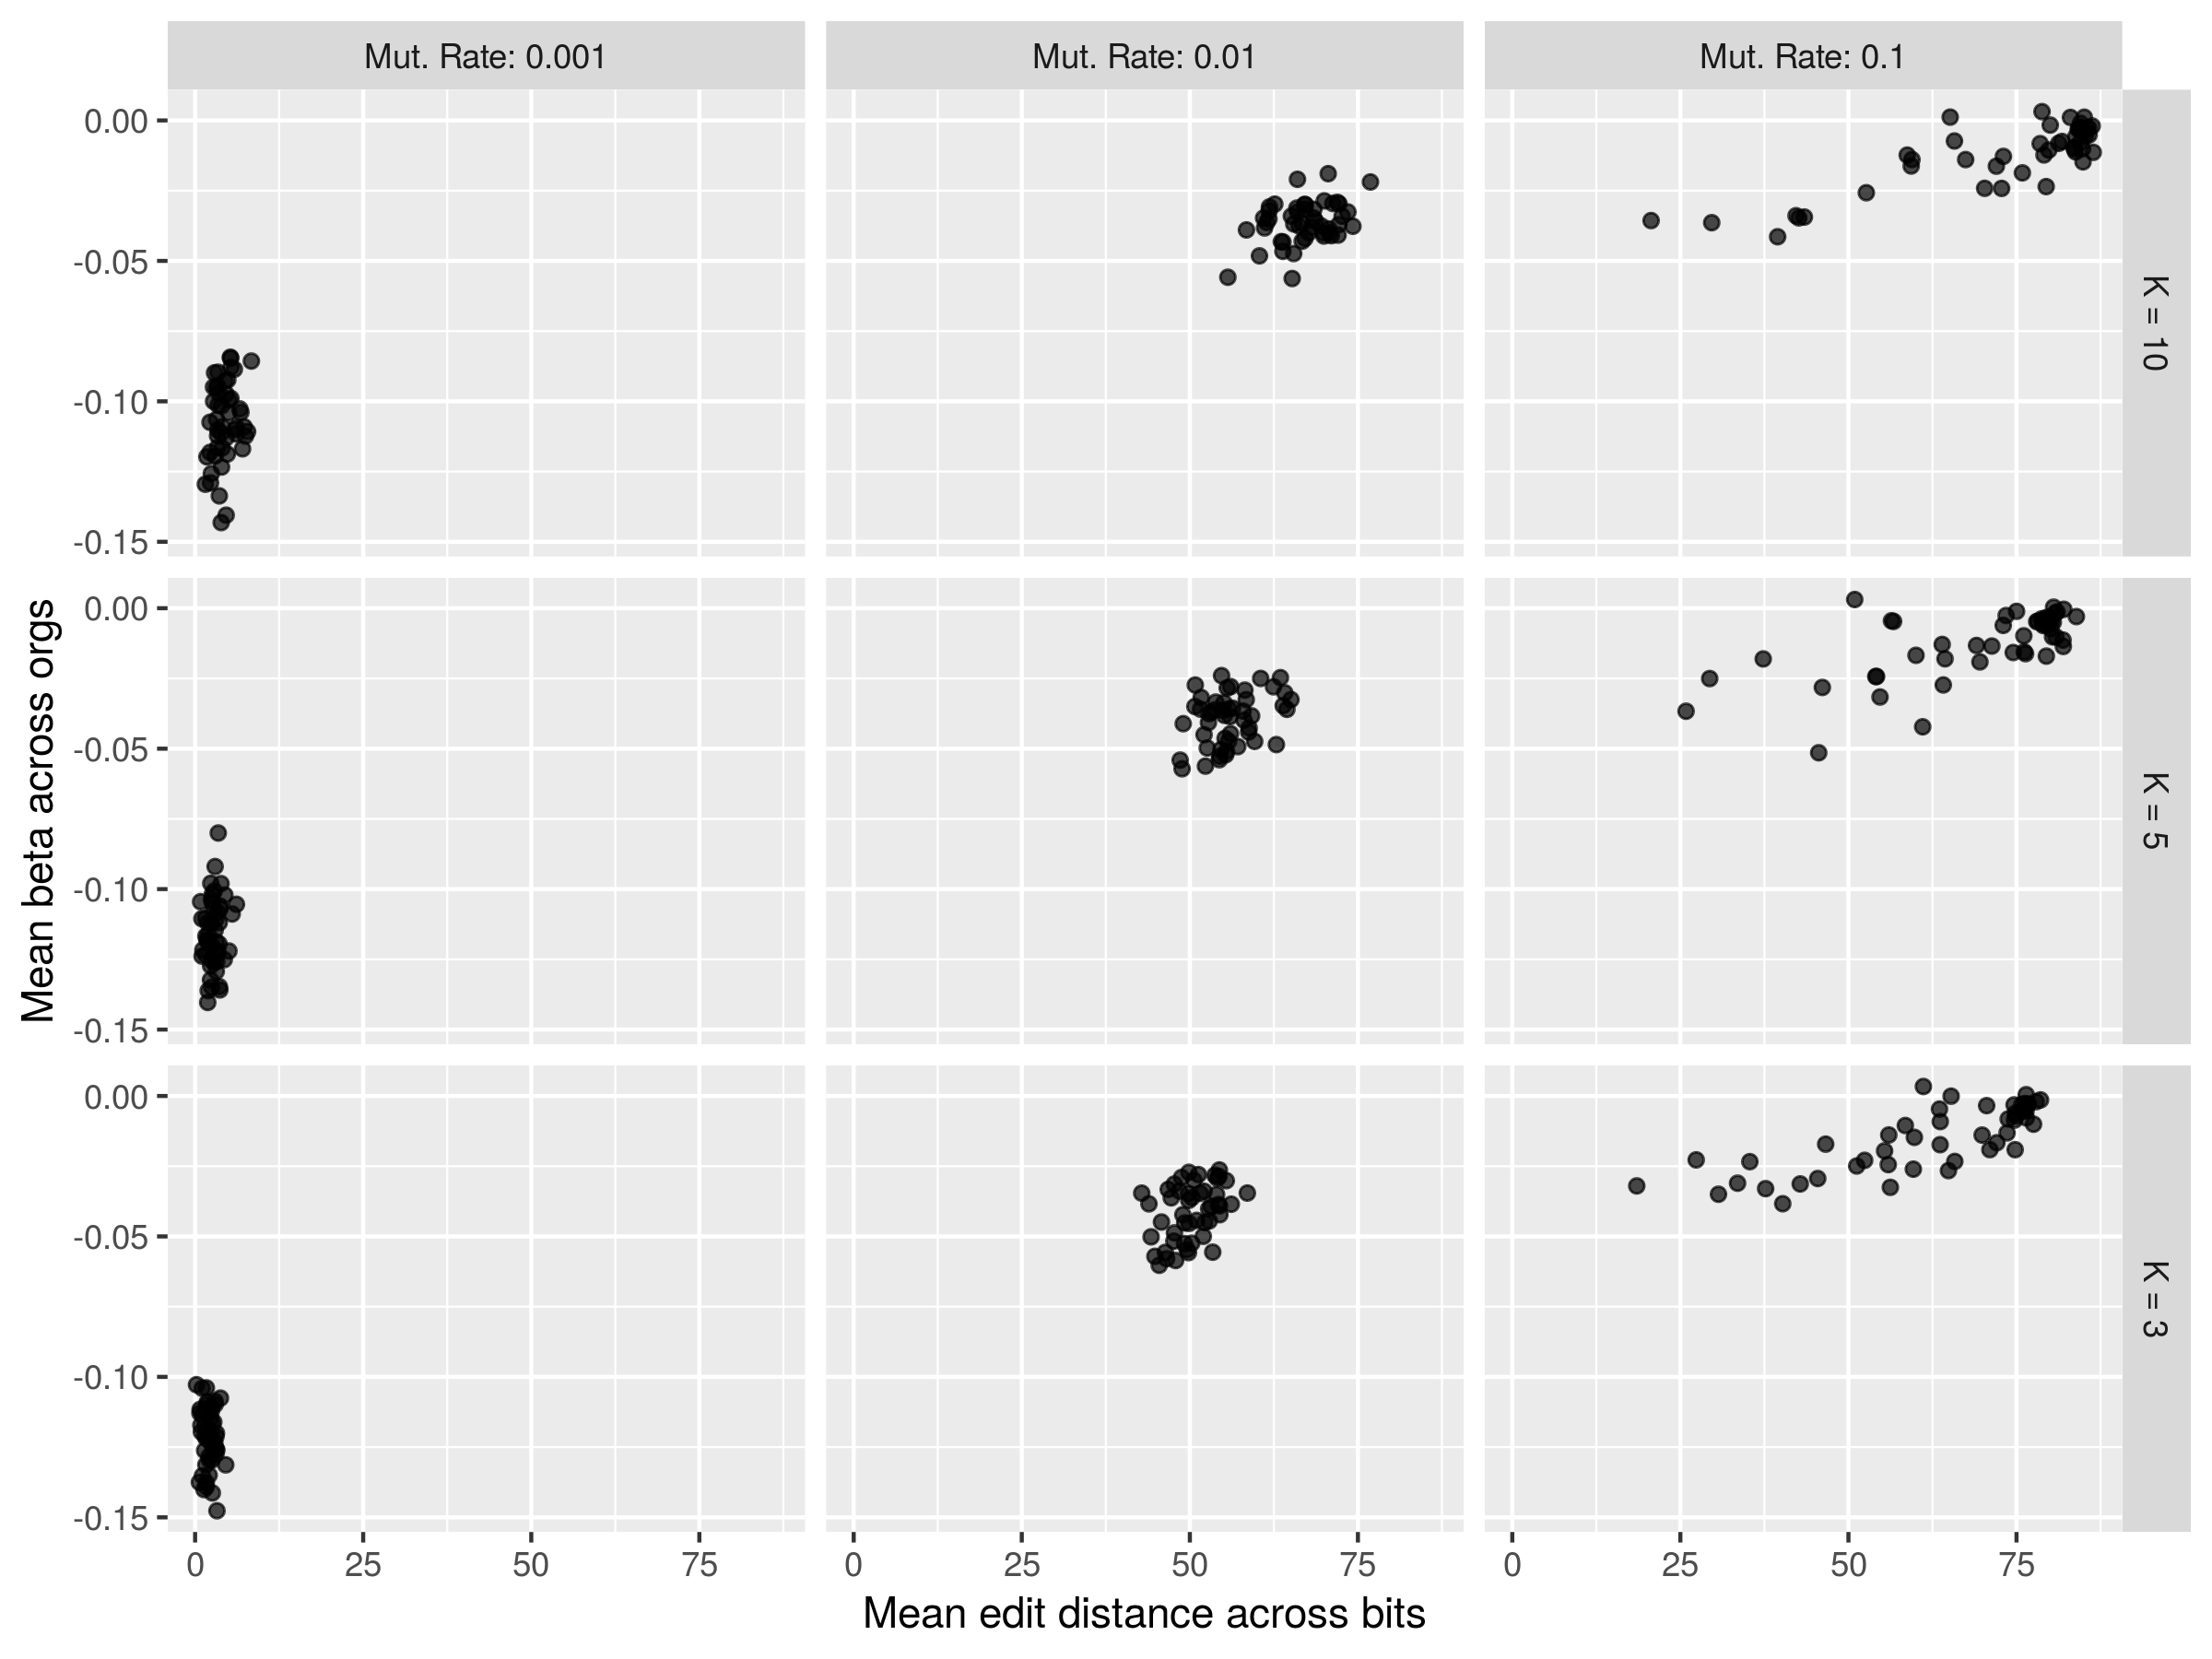 Mut. Rate: 0.001
Mut. Rate: 0.01
Mut. Rate: 0.1
0.00
-0.05
-0.10
-0.15
K = 10
0.00
-0.05
-0.10
-0.15
K = 5
0.00
-0.05
-0.10
-0.15
K = 3
Mean beta across orgs
0 25 50 75
0 25 50 75
0 25 50 75
Mean edit distance across bits